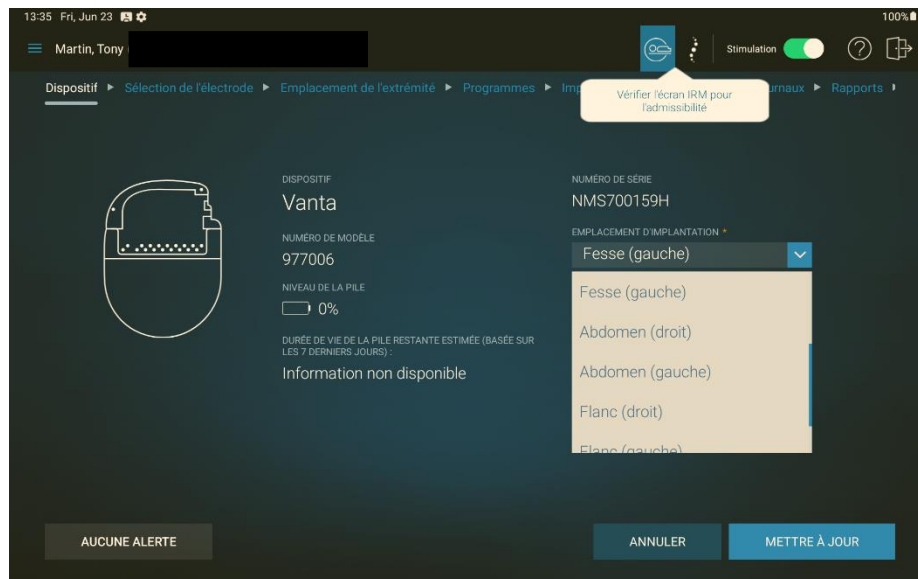 13:35 Fri, Jun 23
100%
Martin, Tony
Stimulation
Dispositif
Sélection de l'électrode
Emplacement de l'extrémité
Programmes
Rapports
Vérifier l'écran IRM pour
l'admissibilité
DISPOSITIF
Vanta
NUMÉRO DE MODÈLE
977006
NIVEAU DE LA PILE
0%
DURÉE DE VIE DE LA PILE RESTANTE ESTIMÉE (BASÉE SUR
LES 7 DERNIERS JOURS) :
Information non disponible
NUMÉRO DE SÉRIE
NMS700159H
EMPLACEMENT D'IMPLANTATION *
Fesse (gauche)
Fesse (gauche)
Abdomen (droit)
Abdomen (gauche)
Flanc (droit)
Flanc (gauche)
AUCUNE ALERTE
ANNULER
METTRE À JOUR